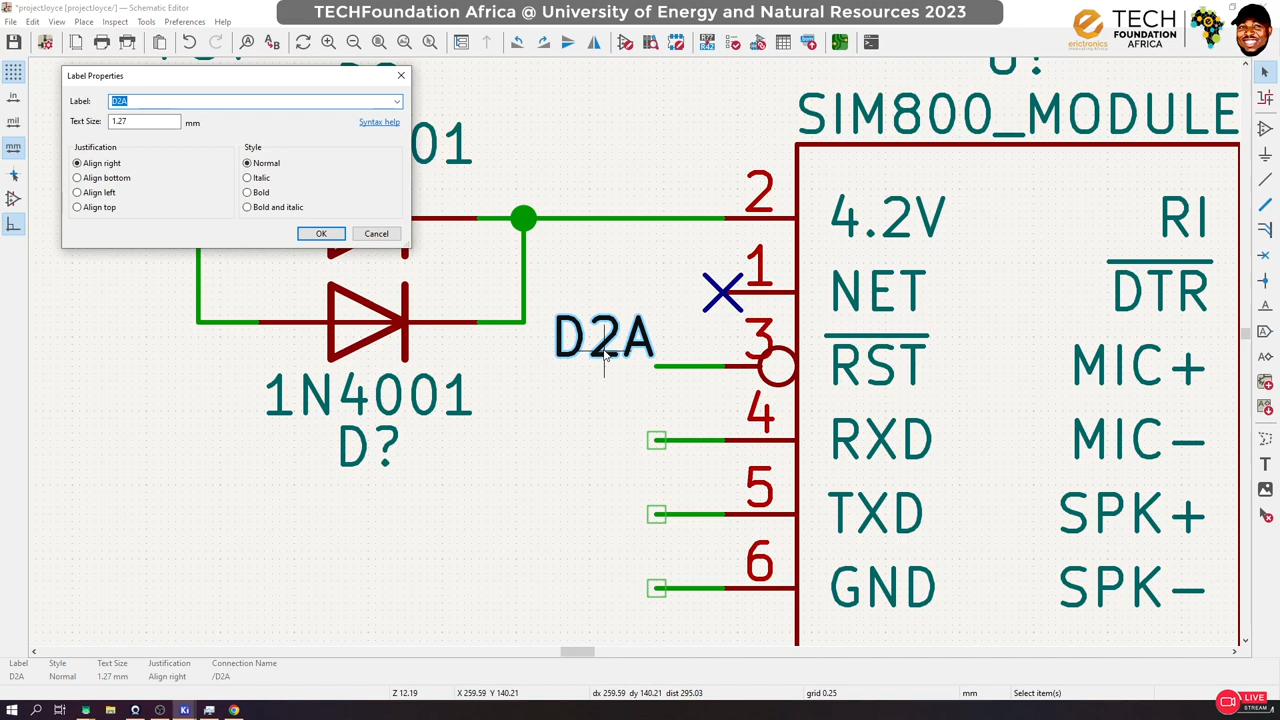 *projectloyce [projectloyce/] — Schematic Editor
TECHFoundation Africa @ University of Energy and Natural Resources 2023
File Edit View Place Inspect Tools Preferences Help
erictronics
TECH
FOUNDATION
AFRICA
Label Properties
Label: D2A
Text Size: 1.27 mm
Syntax help
Justification
Style
Align right
Normal
Align bottom
Italic
Align left
Bold
Align top
Bold and italic
OK
Cancel
in
mil
mm
U?
SIM800_MODULE
2 4.2V RI
1 NET DTR
D2A
3 RST MIC+
4 RXD MIC-
5 TXD SPK+
6 GND SPK-
1N4001
D?
Label Style Text Size Justification Connection Name
D2A Normal 1.27 mm Align right /D2A
Z 12.19 X 259.59 Y 140.21 dx 259.59 dy 140.21 dist 295.03 grid 0.25 mm Select item(s)
LIVE
STREAM